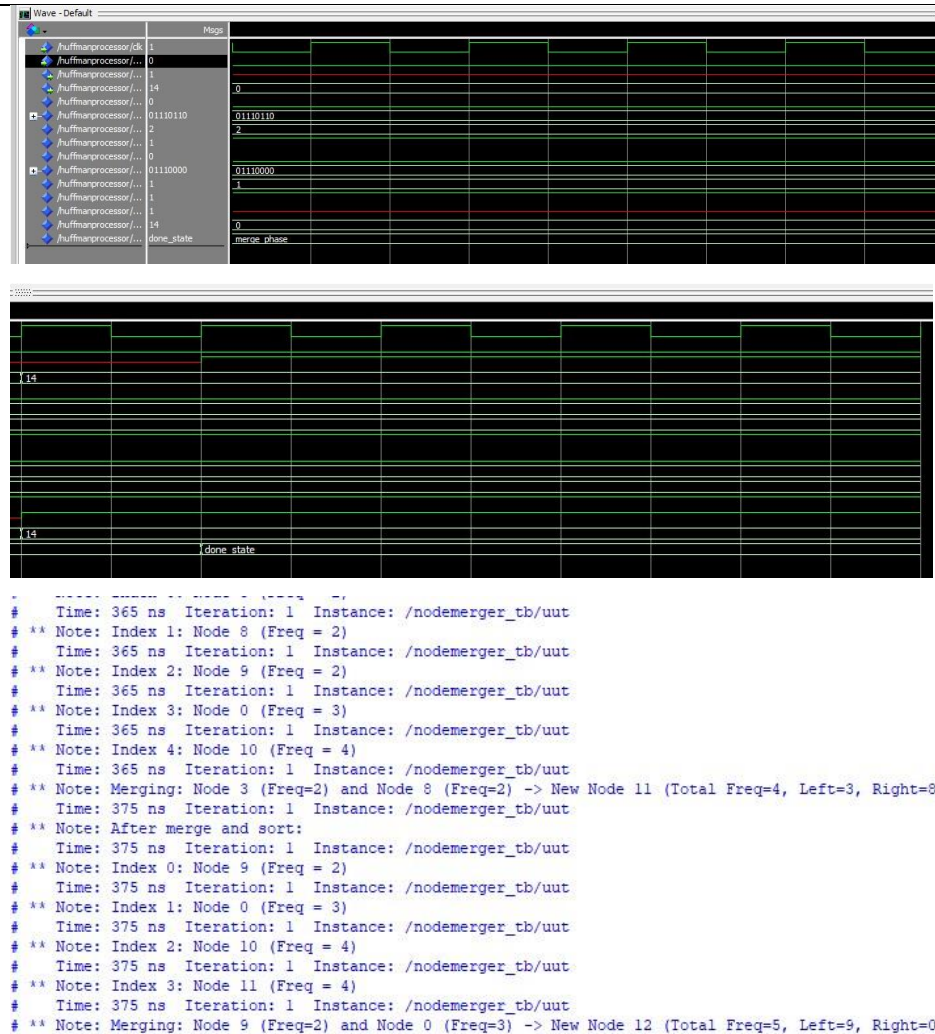 Wave - Default
Msgs
/huffmanprocessor/clk 1
/huffmanprocessor/... 0
/huffmanprocessor/... 1
/huffmanprocessor/... 14 0
/huffmanprocessor/... 0
/huffmanprocessor/... 01110110 01110110
/huffmanprocessor/... 2 2
/huffmanprocessor/... 1
/huffmanprocessor/... 0
/huffmanprocessor/... 01110000 01110000
/huffmanprocessor/... 1 1
/huffmanprocessor/... 1
/huffmanprocessor/... 1
/huffmanprocessor/... 14 0
/huffmanprocessor/... done_state merge_phase
14
14
done_state
#    Time: 365 ns  Iteration: 1  Instance: /nodemerger_tb/uut
# ** Note: Index 1: Node 8 (Freq = 2)
#    Time: 365 ns  Iteration: 1  Instance: /nodemerger_tb/uut
# ** Note: Index 2: Node 9 (Freq = 2)
#    Time: 365 ns  Iteration: 1  Instance: /nodemerger_tb/uut
# ** Note: Index 3: Node 0 (Freq = 3)
#    Time: 365 ns  Iteration: 1  Instance: /nodemerger_tb/uut
# ** Note: Index 4: Node 10 (Freq = 4)
#    Time: 365 ns  Iteration: 1  Instance: /nodemerger_tb/uut
# ** Note: Merging: Node 3 (Freq=2) and Node 8 (Freq=2) -> New Node 11 (Total Freq=4, Left=3, Right=8
#    Time: 375 ns  Iteration: 1  Instance: /nodemerger_tb/uut
# ** Note: After merge and sort:
#    Time: 375 ns  Iteration: 1  Instance: /nodemerger_tb/uut
# ** Note: Index 0: Node 9 (Freq = 2)
#    Time: 375 ns  Iteration: 1  Instance: /nodemerger_tb/uut
# ** Note: Index 1: Node 0 (Freq = 3)
#    Time: 375 ns  Iteration: 1  Instance: /nodemerger_tb/uut
# ** Note: Index 2: Node 10 (Freq = 4)
#    Time: 375 ns  Iteration: 1  Instance: /nodemerger_tb/uut
# ** Note: Index 3: Node 11 (Freq = 4)
#    Time: 375 ns  Iteration: 1  Instance: /nodemerger_tb/uut
# ** Note: Merging: Node 9 (Freq=2) and Node 0 (Freq=3) -> New Node 12 (Total Freq=5, Left=9, Right=0